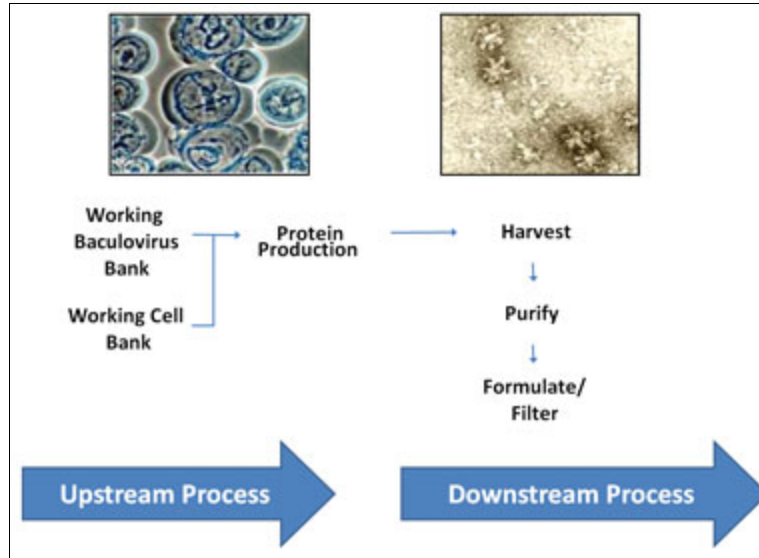 Working
Baculovirus
Bank
Working Cell
Bank
Protein
Production
Harvest
Purify
Formulate/
Filter
Upstream Process
Downstream Process